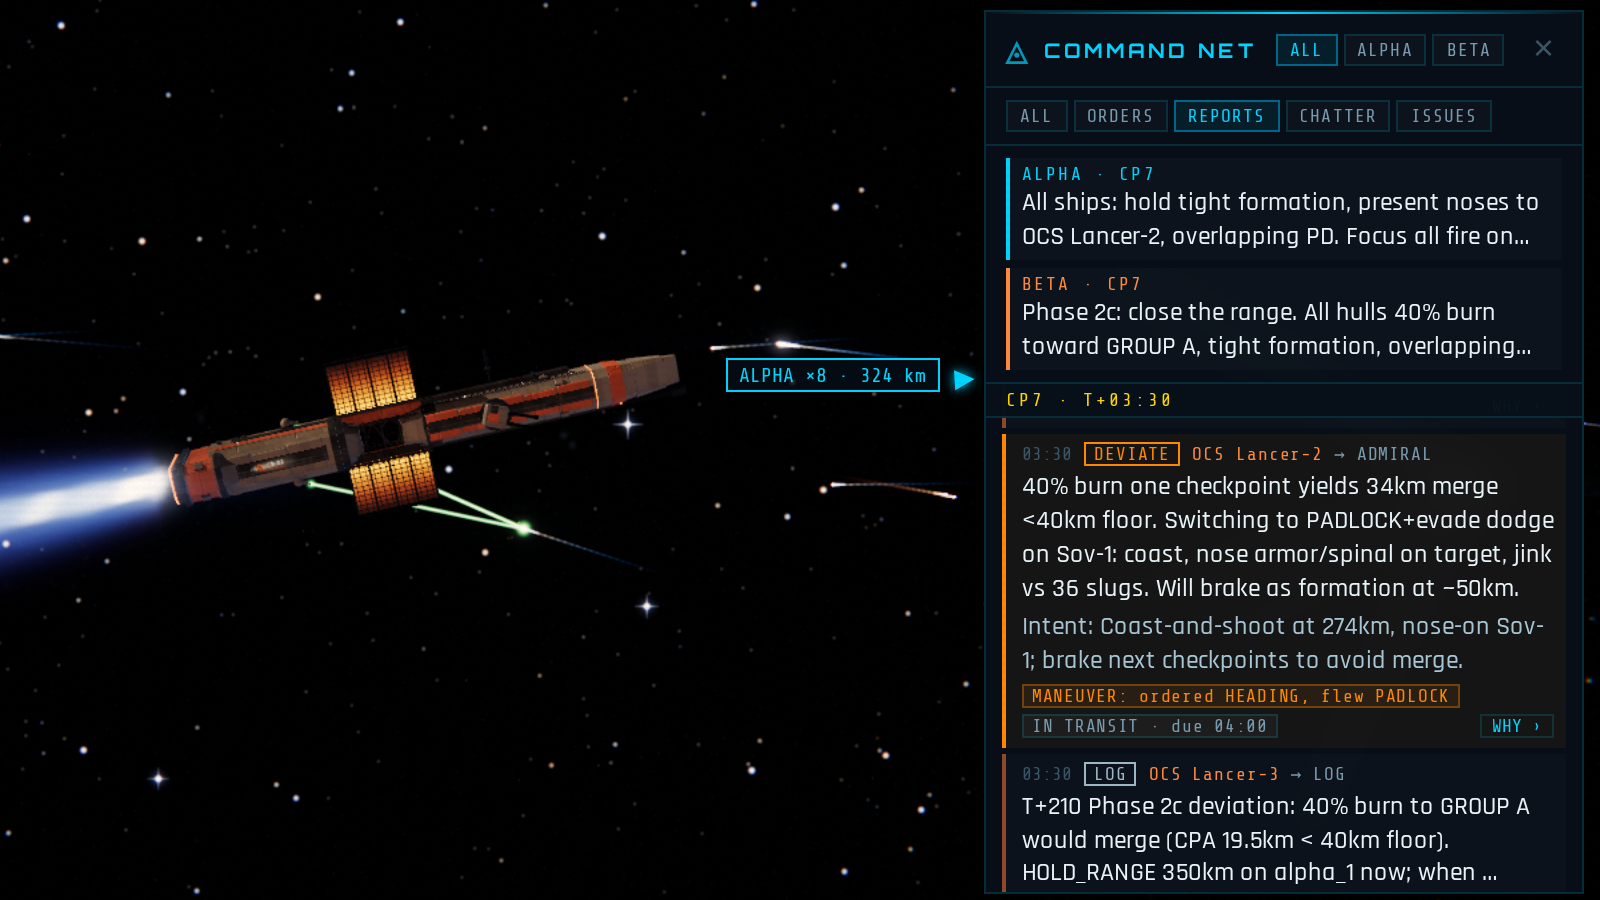 COMMAND NET
ALL
ALPHA
BETA
ALL
ORDERS
REPORTS
CHATTER
ISSUES
ALPHA · CP7
All ships: hold tight formation, present noses to
OCS Lancer-2, overlapping PD. Focus all fire on...
BETA · CP7
Phase 2c: close the range. All hulls 40% burn
toward GROUP A, tight formation, overlapping...
ALPHA ×8 · 324 km
CP7 · T+03:30
03:30 DEVIATE OCS Lancer-2 → ADMIRAL
40% burn one checkpoint yields 34km merge
<40km floor. Switching to PADLOCK+evade dodge
on Sov-1: coast, nose armor/spinal on target, jink
vs 36 slugs. Will brake as formation at ~50km.
Intent: Coast-and-shoot at 274km, nose-on Sov-
1; brake next checkpoints to avoid merge.
MANEUVER: ordered HEADING, flew PADLOCK
IN TRANSIT · due 04:00
WHY ›
03:30 LOG OCS Lancer-3 → LOG
T+210 Phase 2c deviation: 40% burn to GROUP A
would merge (CPA 19.5km < 40km floor).
HOLD_RANGE 350km on alpha_1 now; when ...